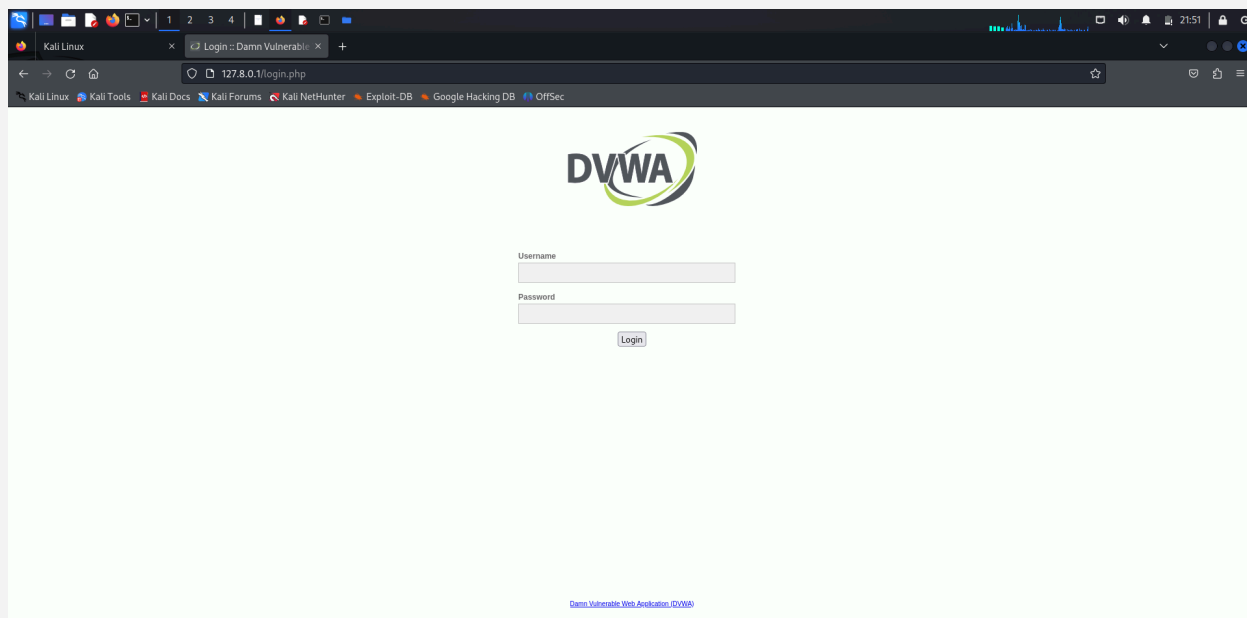 1 2 3 4
21:51
Kali Linux
Login :: Damn Vulnerable
127.8.0.1/login.php
Kali Linux Kali Tools Kali Docs Kali Forums Kali NetHunter Exploit-DB Google Hacking DB OffSec
DVWA
Username
Password
Login
Damn Vulnerable Web Application (DVWA)